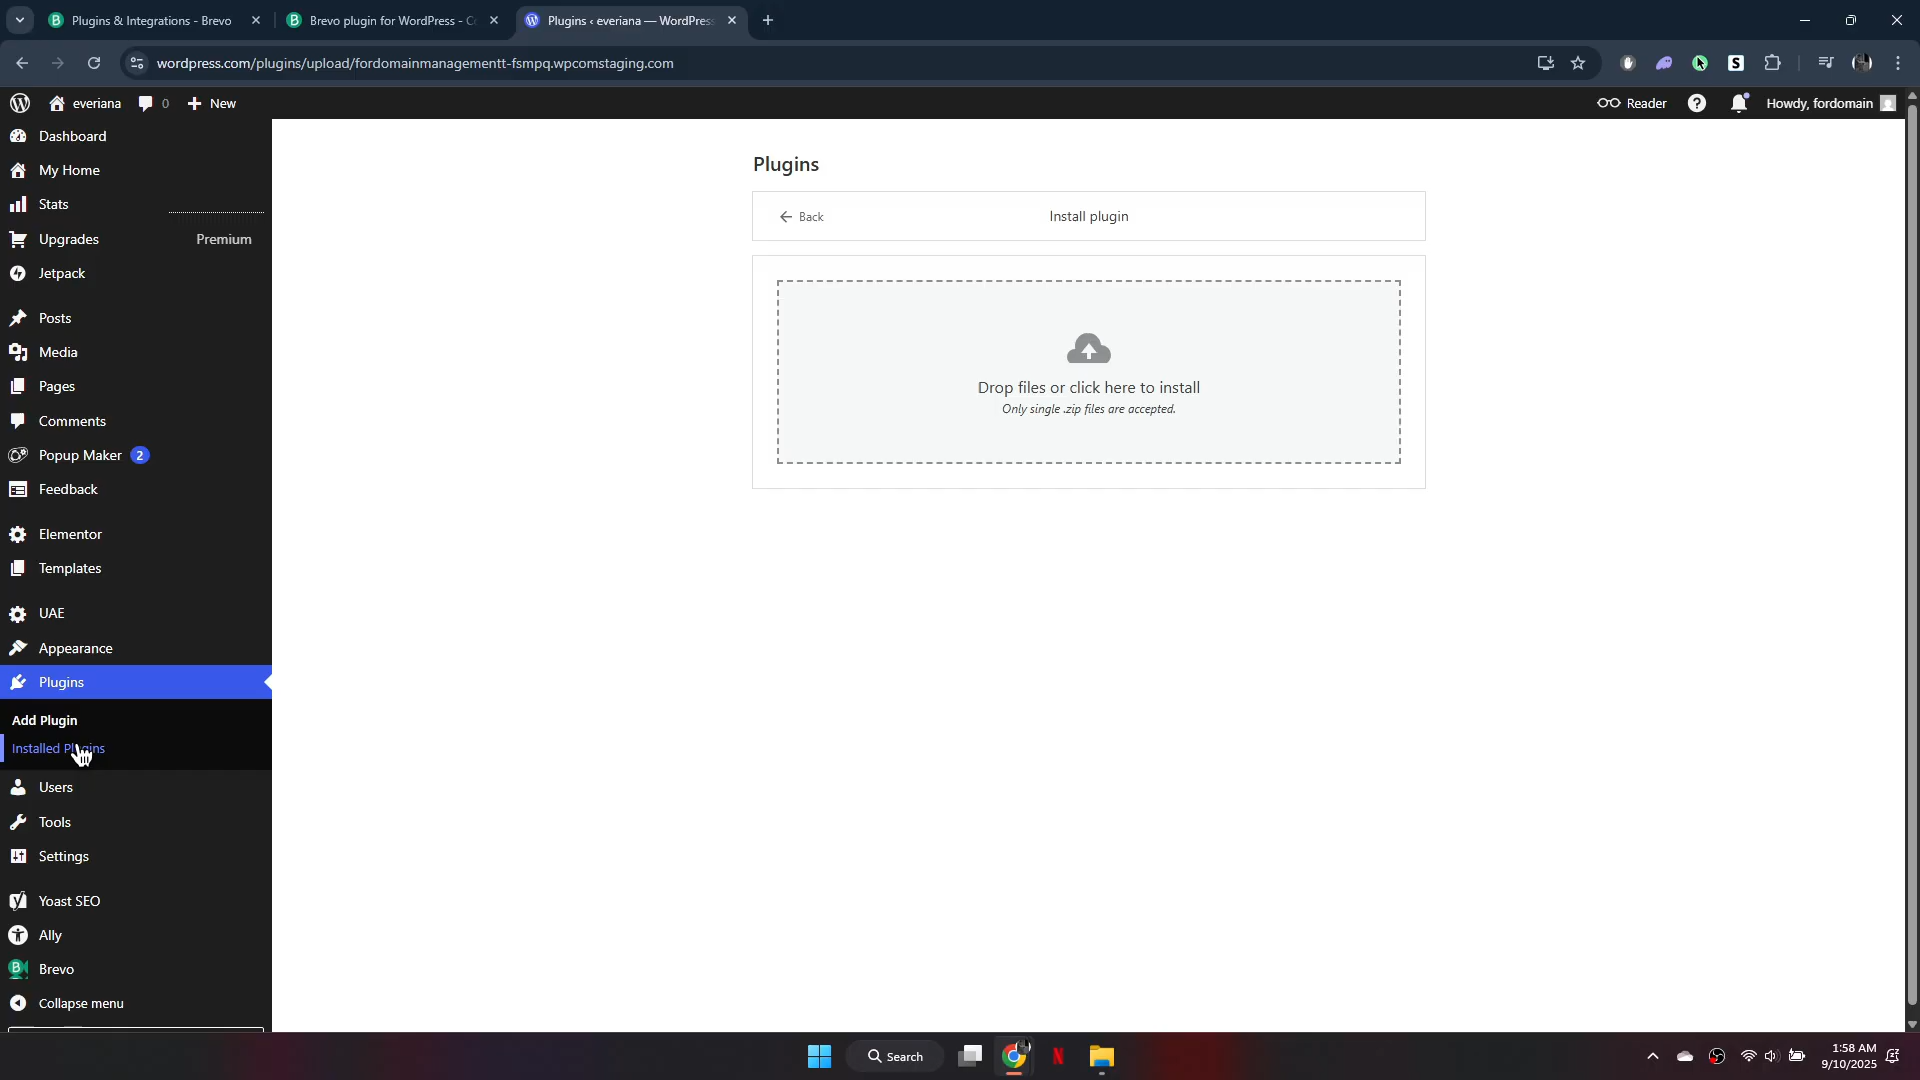 Plugins & Integrations - Brevo
Brevo plugin for WordPress - C
Plugins ‹ everiana — WordPress
wordpress.com/plugins/upload/fordomainmanagementt-fsmpq.wpcomstaging.com
everiana
0
New
Reader
Howdy, fordomain
Dashboard
My Home
Stats
Upgrades
Premium
Jetpack
Posts
Media
Pages
Comments
Popup Maker
2
Feedback
Elementor
Templates
UAE
Appearance
Plugins
Add Plugin
Installed Plugins
Users
Tools
Settings
Yoast SEO
Ally
Brevo
Collapse menu
Plugins
Back
Install plugin
Drop files or click here to install
Only single .zip files are accepted.
Search
1:58 AM
9/10/2025